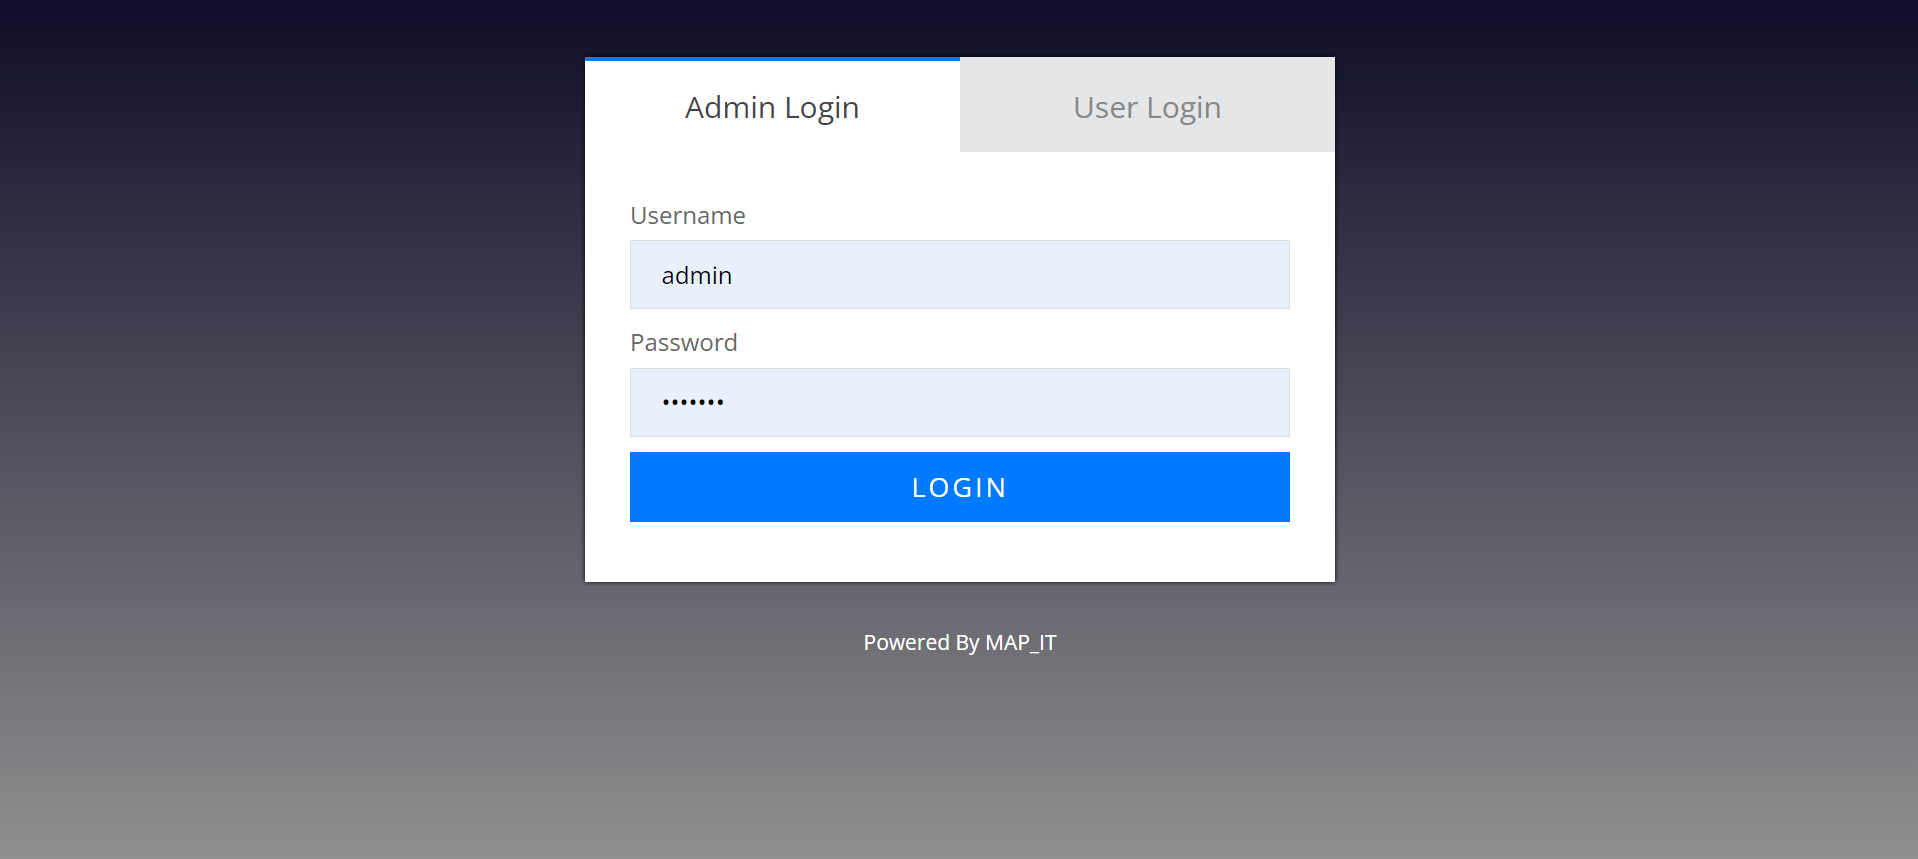 Admin Login
User Login
Username
admin
Password
•••••••
LOGIN
Powered By MAP_IT